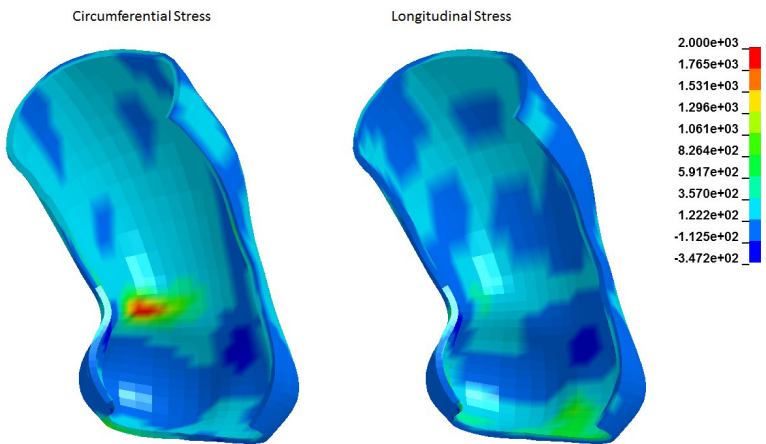 Circumferential Stress
Longitudinal Stress
2.000e+03
1.765e+03
1.531e+03
1.296e+03
1.061e+03
8.264e+02
5.917e+02
3.570e+02
1.222e+02
-1.125e+02
-3.472e+02